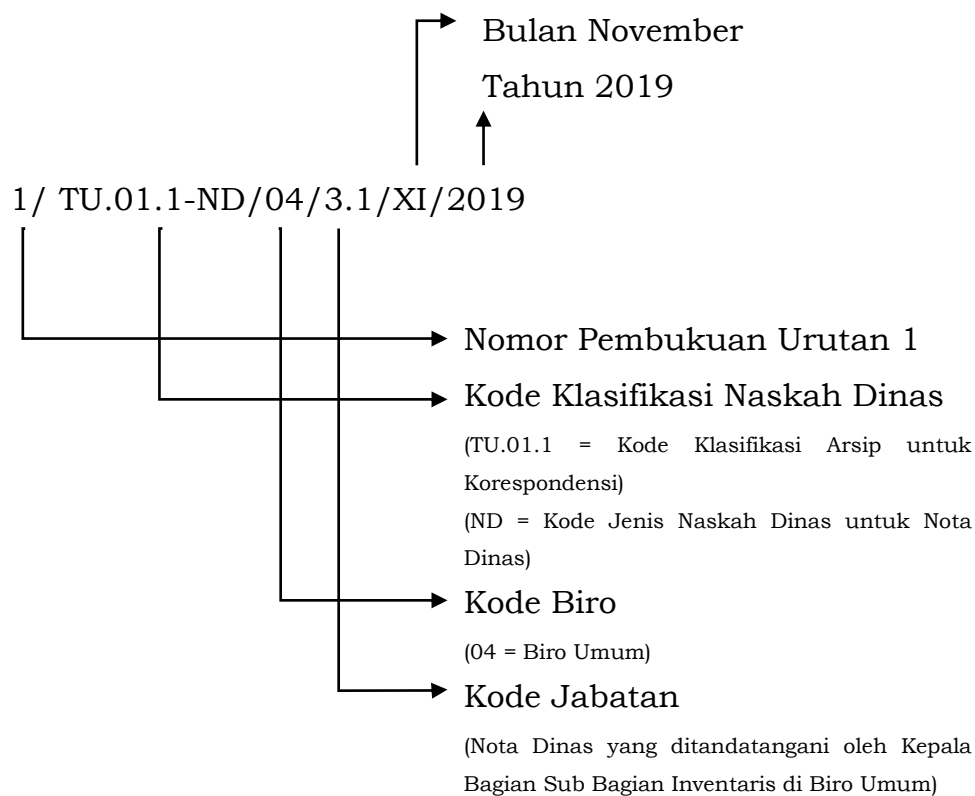 Bulan November
Tahun 2019
1/ TU.01.1-ND/04/3.1/XI/2019
Nomor Pembukuan Urutan 1
Kode Klasifikasi Naskah Dinas
(TU.01.1 = Kode Klasifikasi Arsip untuk
Korespondensi)
(ND = Kode Jenis Naskah Dinas untuk Nota
Dinas)
Kode Biro
(04 = Biro Umum)
Kode Jabatan
(Nota Dinas yang ditandatangani oleh Kepala
Bagian Sub Bagian Inventaris di Biro Umum)